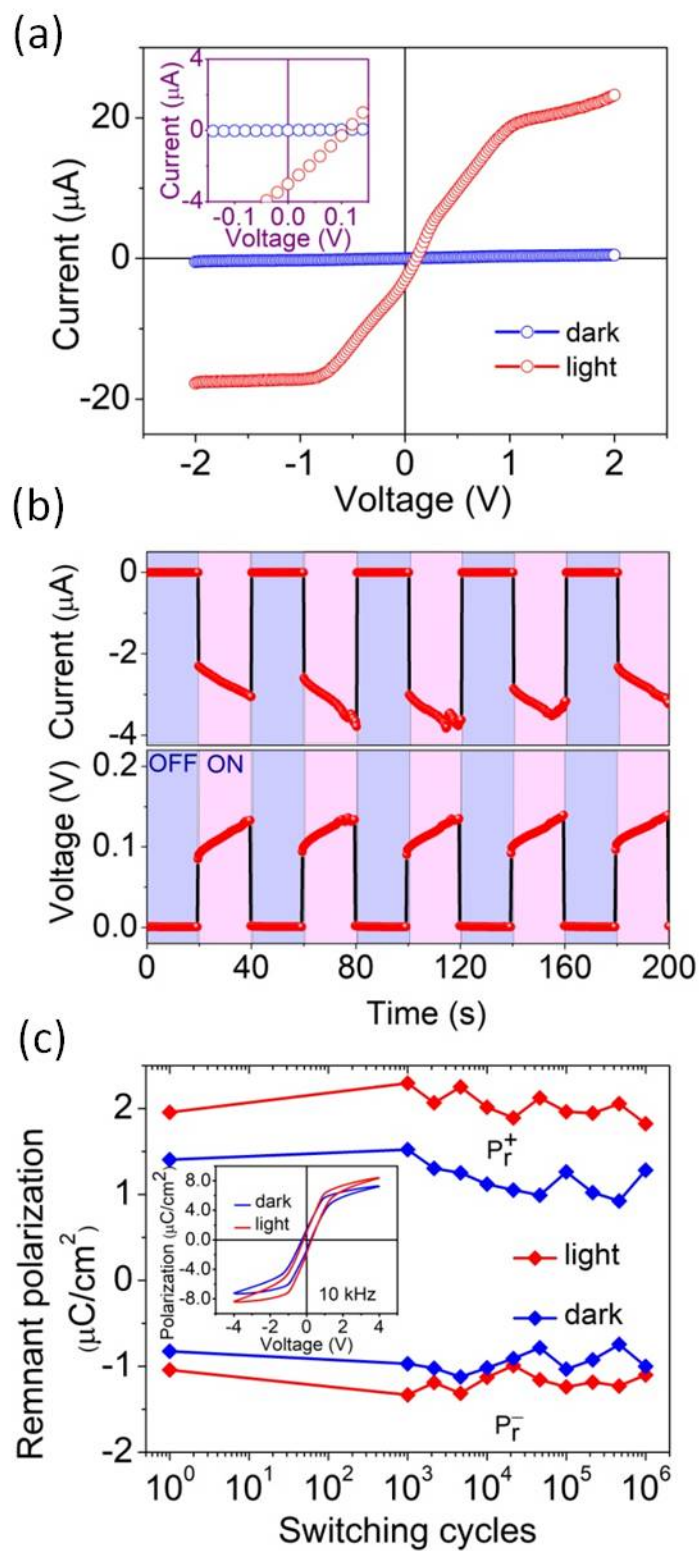 (a)
Current (μA)
20
0
-20
4
0
-4
Current (μA)
-0.1 0.0 0.1
Voltage (V)
dark
light
-2 -1 0 1 2
Voltage (V)
(b)
Current (μA)
0
-2
-4
OFF ON
Voltage (V)
0.2
0.1
0.0
0 40 80 120 160 200
Time (s)
(c)
Remnant polarization
(μC/cm²)
2
1
0
-1
-2
Pr+
Polarization (μC/cm²)
8.0
4.0
0.0
-4.0
-8.0
dark
light
10 kHz
-4 -2 0 2 4
Voltage (V)
light
dark
Pr−
10⁰ 10¹ 10² 10³ 10⁴ 10⁵ 10⁶
Switching cycles